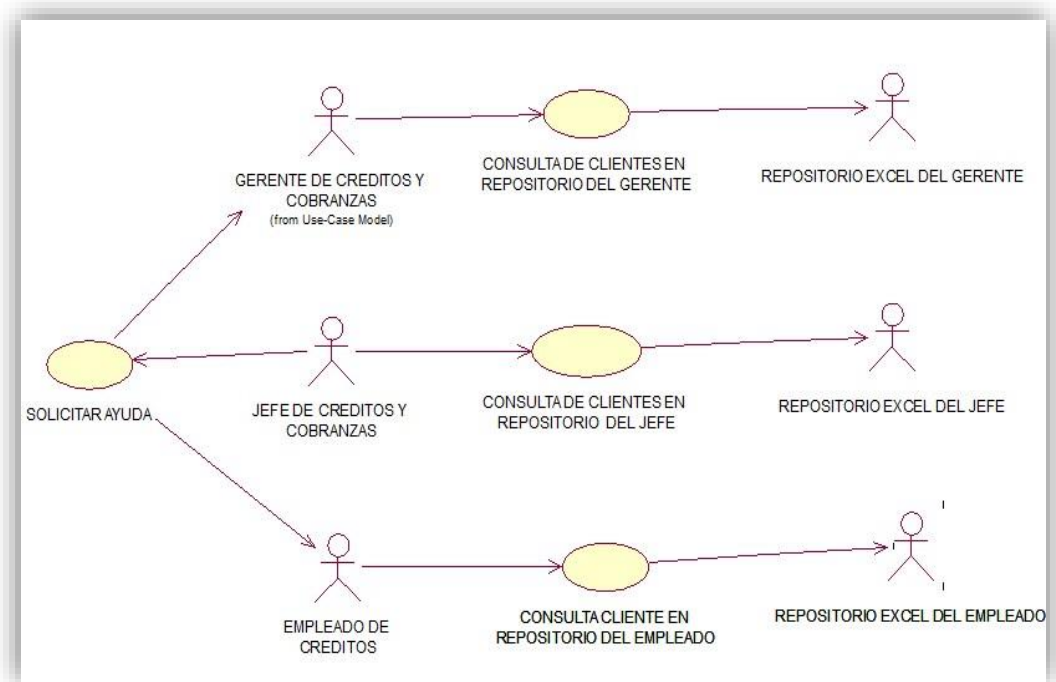 GERENTE DE CREDITOS Y
COBRANZAS
(from Use-Case Model)
CONSULTA DE CLIENTES EN
REPOSITORIO DEL GERENTE
REPOSITORIO EXCEL DEL GERENTE
SOLICITAR AYUDA
JEFE DE CREDITOS Y
COBRANZAS
CONSULTA DE CLIENTES EN
REPOSITORIO DEL JEFE
REPOSITORIO EXCEL DEL JEFE
EMPLEADO DE
CREDITOS
CONSULTA CLIENTE EN
REPOSITORIO DEL EMPLEADO
REPOSITORIO EXCEL DEL EMPLEADO